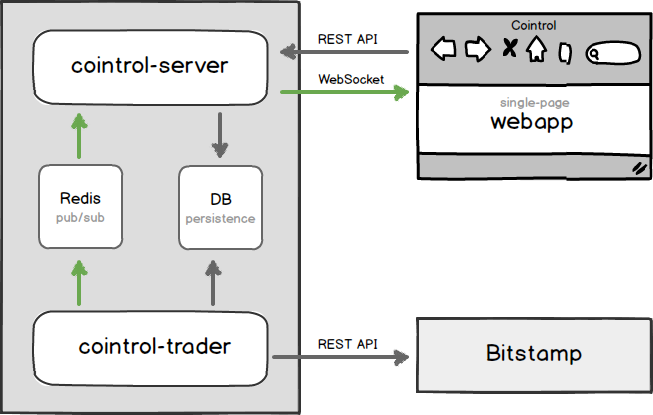 cointrol-server
REST API
WebSocket
Cointrol
single-page
webapp
Redis
pub/sub
DB
persistence
cointrol-trader
REST API
Bitstamp